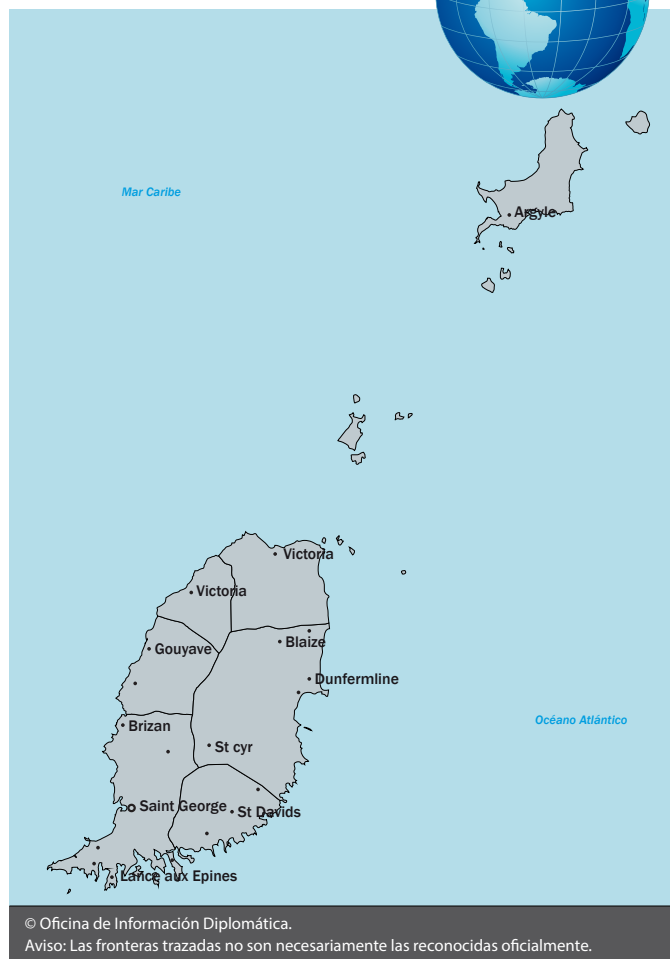 Mar Caribe
Argyle
Victoria
Victoria
Blaize
Gouyave
Dunfermline
Océano Atlántico
Brizan
St cyr
Saint George
St Davids
Lance aux Epines
© Oficina de Información Diplomática.
Aviso: Las fronteras trazadas no son necesariamente las reconocidas oficialmente.